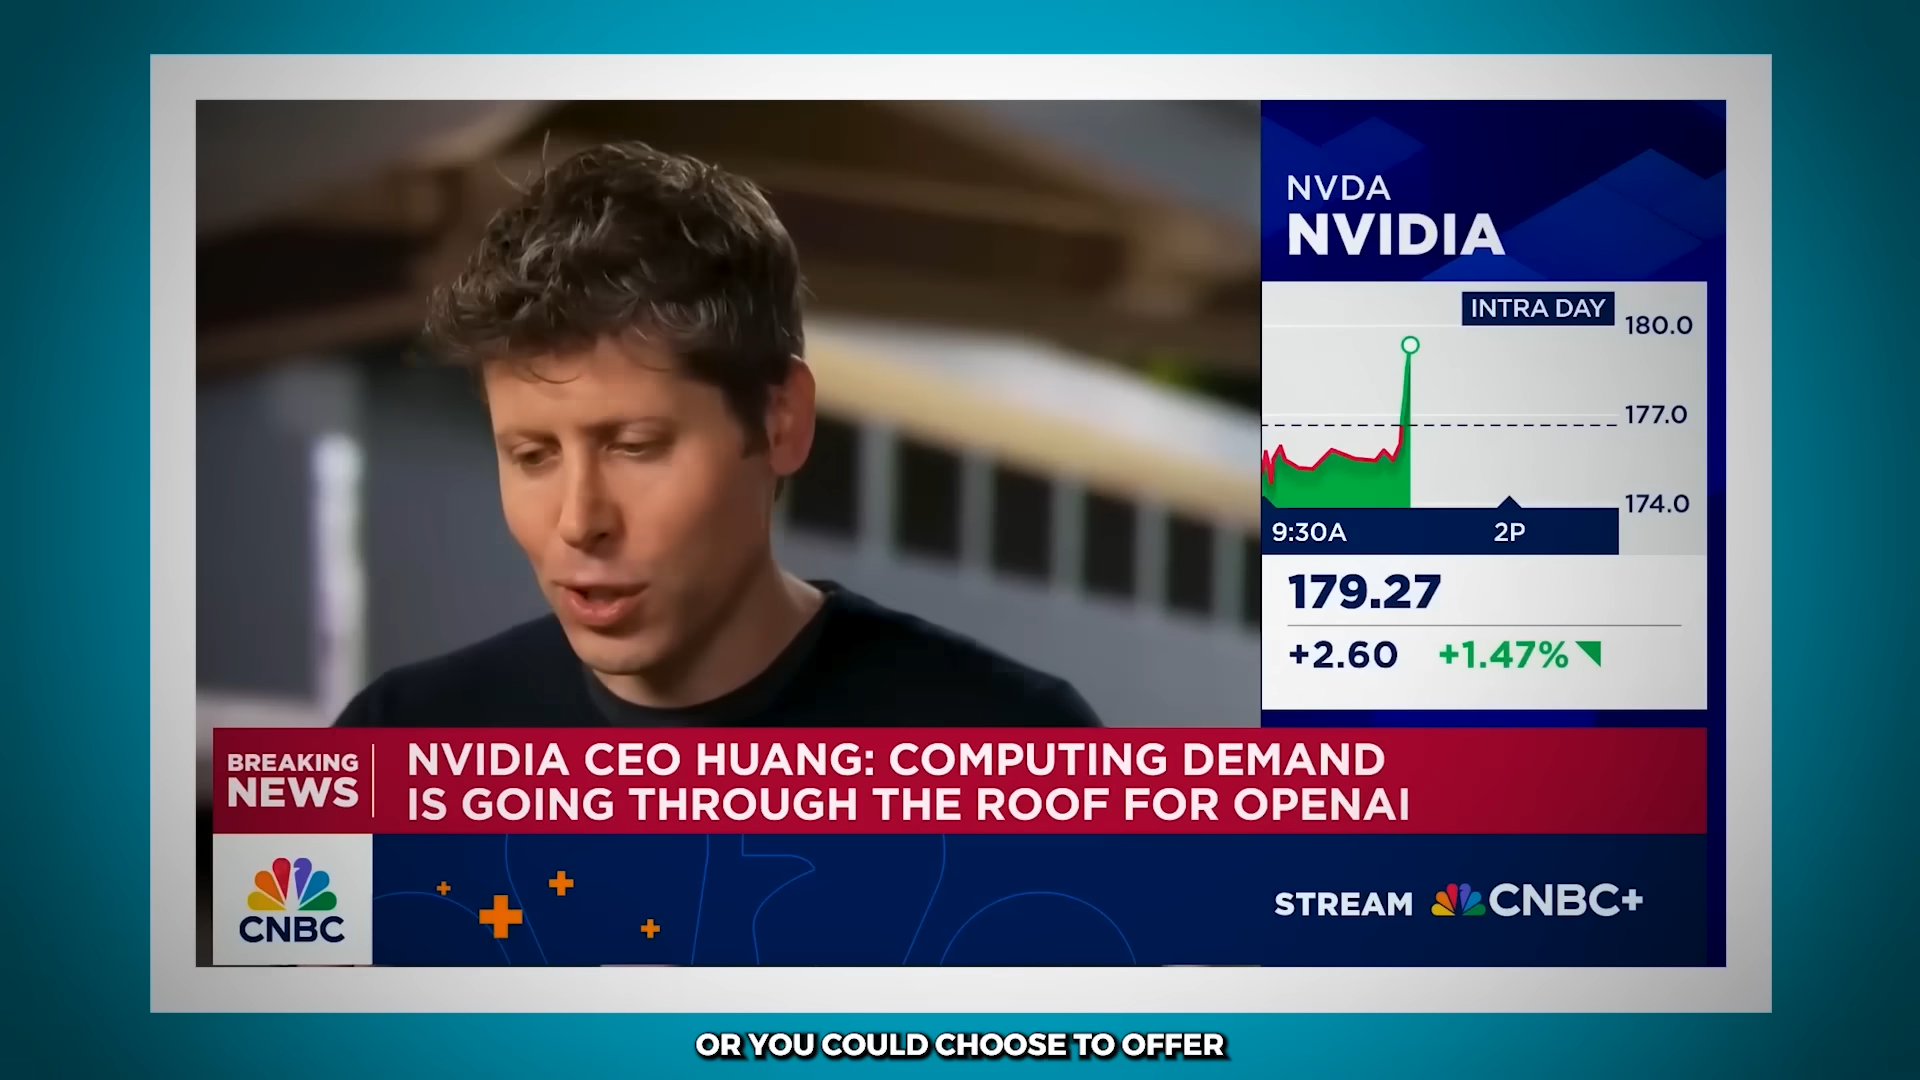 NVDA
NVIDIA
INTRA DAY
180.0
177.0
174.0
9:30A 2P
179.27
+2.60 +1.47%
BREAKING
NEWS
NVIDIA CEO HUANG: COMPUTING DEMAND
IS GOING THROUGH THE ROOF FOR OPENAI
CNBC
STREAM CNBC+
OR YOU COULD CHOOSE TO OFFER